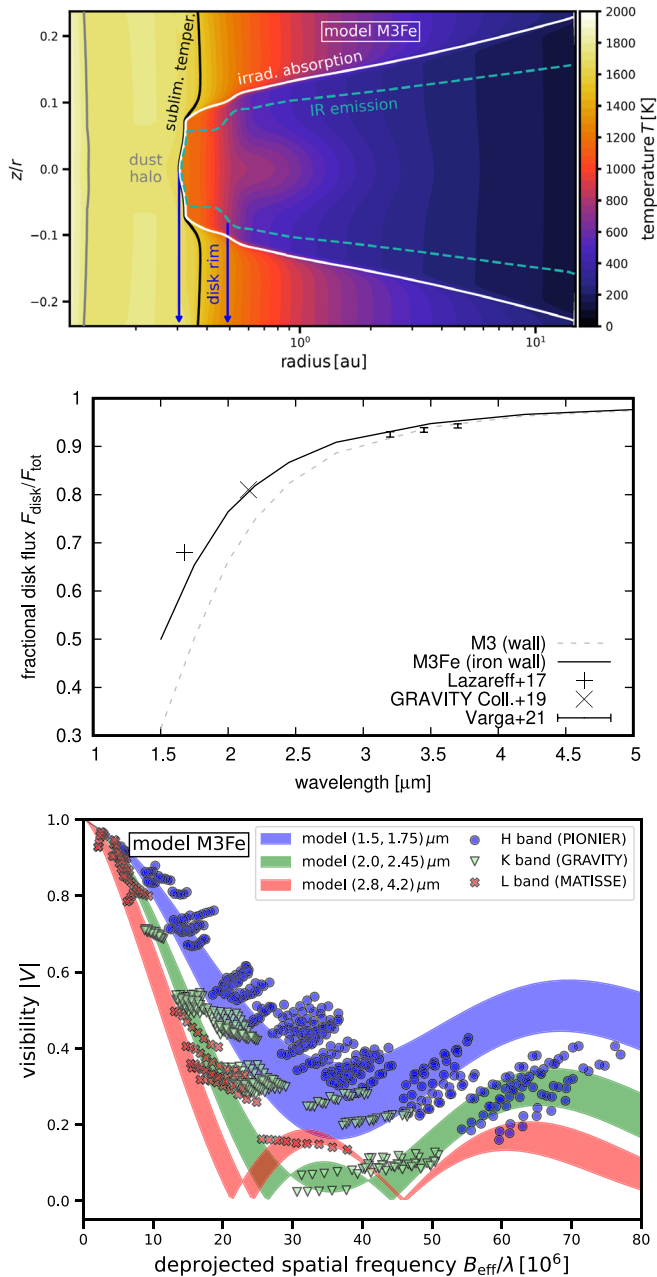 model M3Fe
0.2
0.1
0.0
−0.1
−0.2
z/r
sublim. temper.
irrad. absorption
IR emission
dust
halo
disk rim
10⁰
10¹
radius [au]
2000
1800
1600
1400
1200
1000
800
600
400
200
0
temperature T [K]
1
0.9
0.8
0.7
0.6
0.5
0.4
0.3
fractional disk flux F_disk/F_tot
M3 (wall)
M3Fe (iron wall)
Lazareff+17
GRAVITY Coll.+19
Varga+21
1 1.5 2 2.5 3 3.5 4 4.5 5
wavelength [μm]
1.0
0.8
0.6
0.4
0.2
0.0
visibility |V|
model M3Fe
model (1.5, 1.75) μm
model (2.0, 2.45) μm
model (2.8, 4.2) μm
H band (PIONIER)
K band (GRAVITY)
L band (MATISSE)
0 10 20 30 40 50 60 70 80
deprojected spatial frequency B_eff/λ [10⁶]